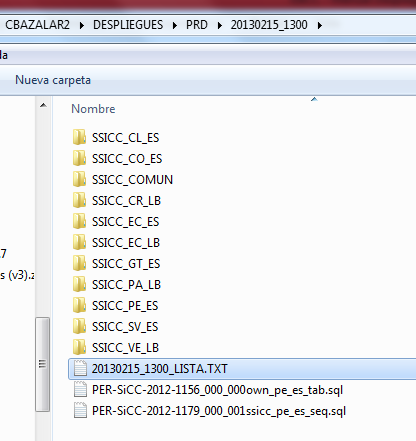 CBAZALAR2 ▸ DESPLIEGUES ▸ PRD ▸ 20130215_1300 ▸
la
Nueva carpeta
Nombre
SSICC_CL_ES
SSICC_CO_ES
SSICC_COMUN
SSICC_CR_LB
SSICC_EC_ES
SSICC_EC_LB
SSICC_GT_ES
SSICC_PA_LB
.7
SSICC_PE_ES
s (v3).z
SSICC_SV_ES
SSICC_VE_LB
20130215_1300_LISTA.TXT
PER-SiCC-2012-1156_000_000own_pe_es_tab.sql
PER-SiCC-2012-1179_000_001ssicc_pe_es_seq.sql